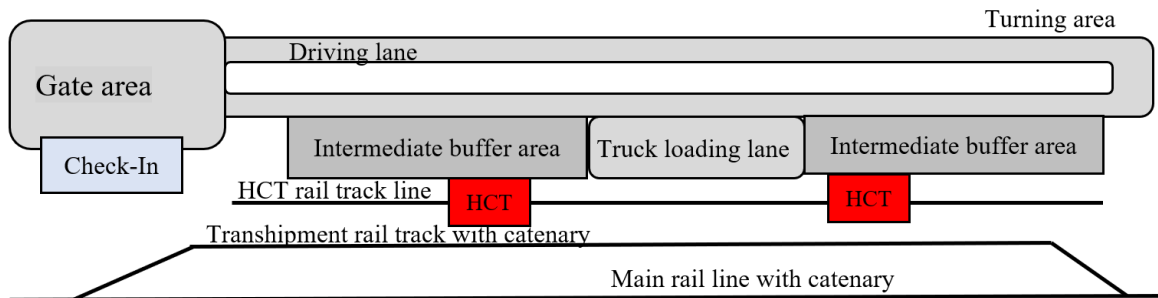 Turning area
Driving lane
Gate area
Check-In
Intermediate buffer area
Truck loading lane
Intermediate buffer area
HCT rail track line
HCT
HCT
Transhipment rail track with catenary
Main rail line with catenary